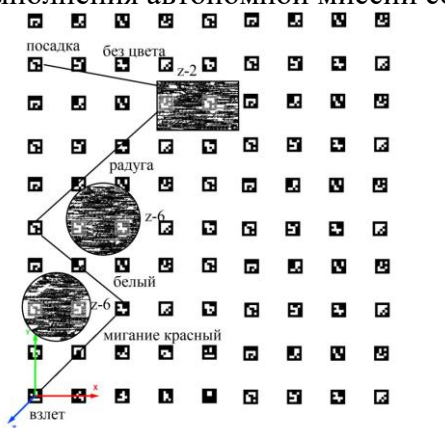 посадка
без цвета
z-2
радуга
z-6
белый
z-6
мигание красный
x
взлет